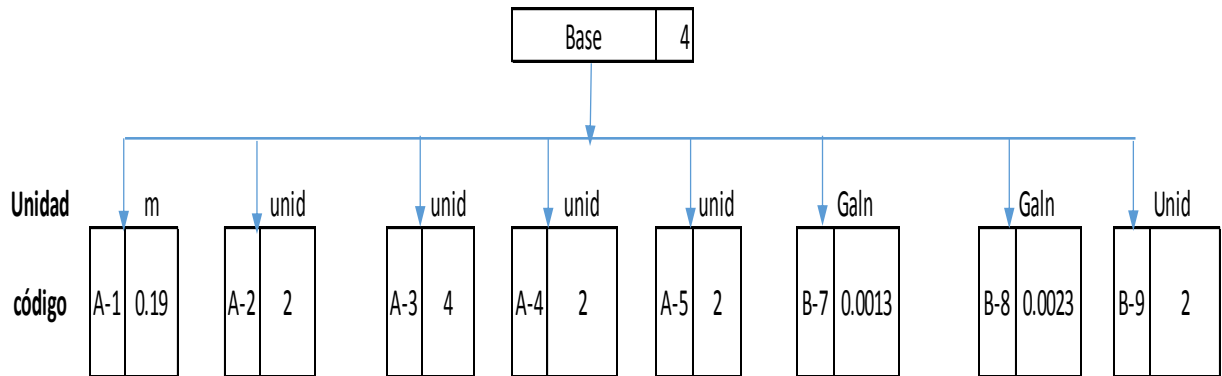 Base 4
Unidad m unid unid unid unid Galn Galn Unid
código A-1 0.19 A-2 2 A-3 4 A-4 2 A-5 2 B-7 0.0013 B-8 0.0023 B-9 2